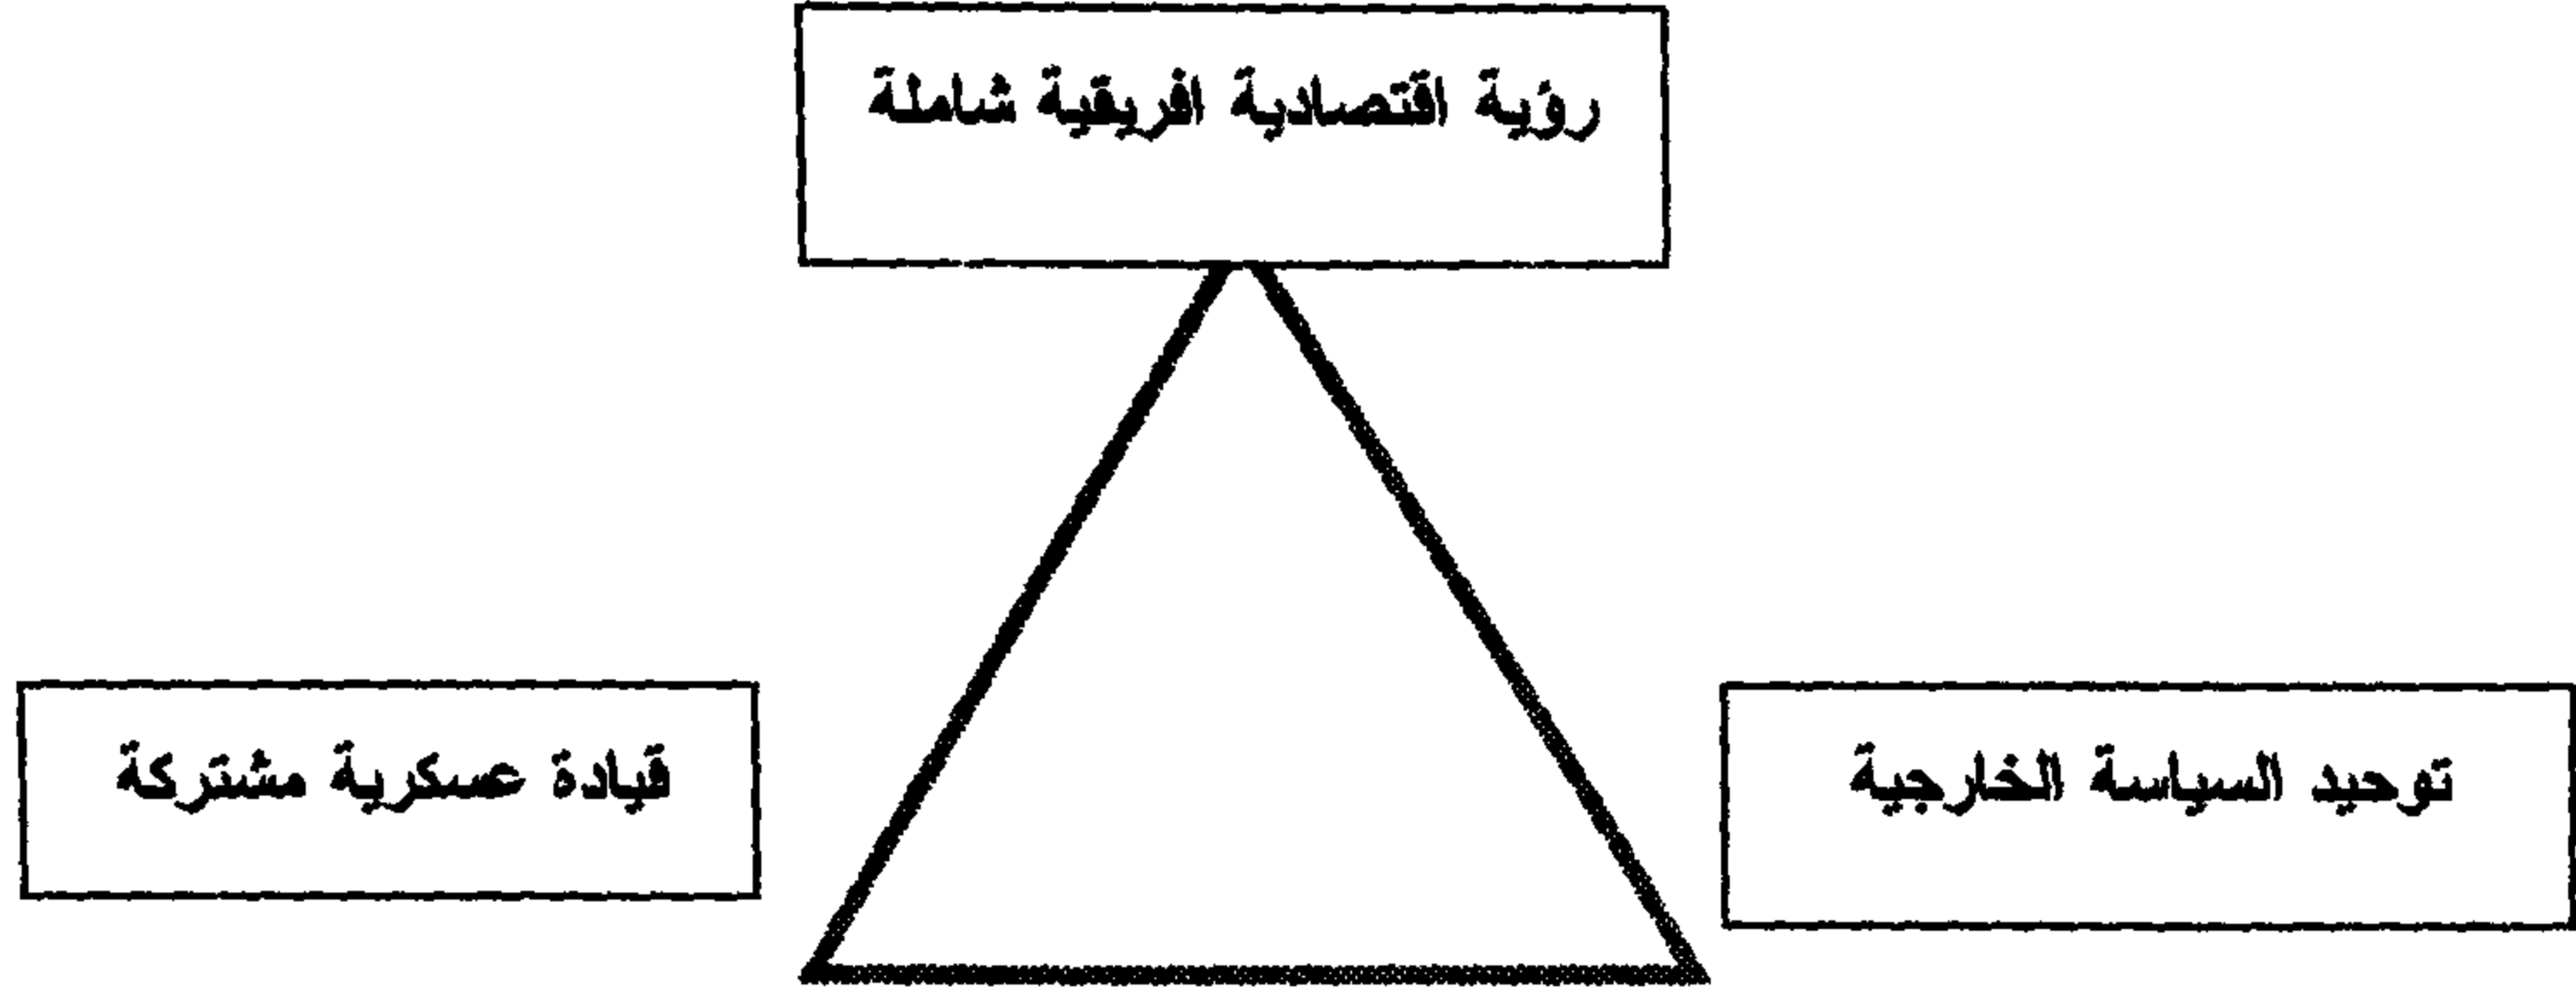 رؤية اقتصادية افريقية شاملة
توحيد السياسة الخارجية
قيادة عسكرية مشتركة